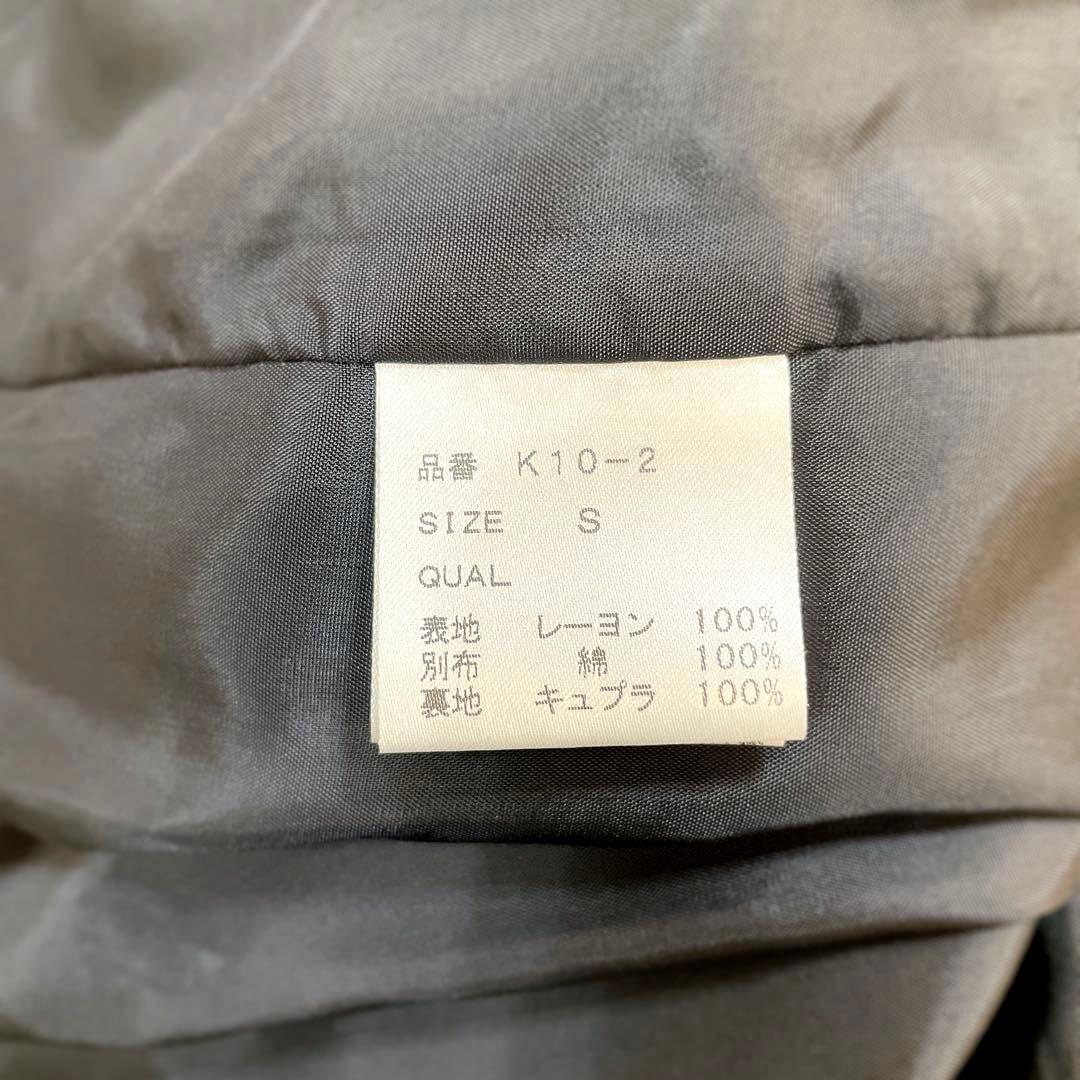 品番 K10-2
SIZE S
QUAL
表地 レーヨン 100%
別布 綿 100%
裏地 キュプラ 100%